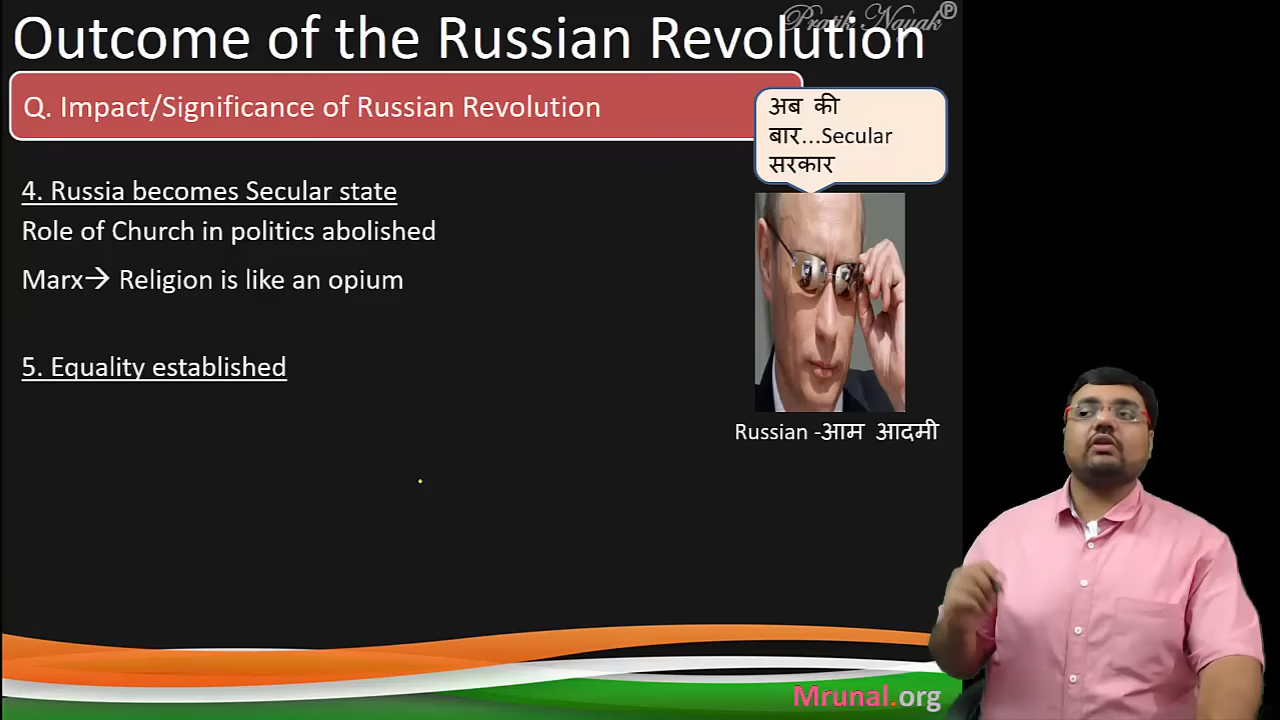 Pratik Nayak
Outcome of the Russian Revolution
Q. Impact/Significance of Russian Revolution
अब की
बार...Secular
सरकार
4. Russia becomes Secular state
Role of Church in politics abolished
Marx→ Religion is like an opium
5. Equality established
Russian -आम आदमी
Mrunal.org